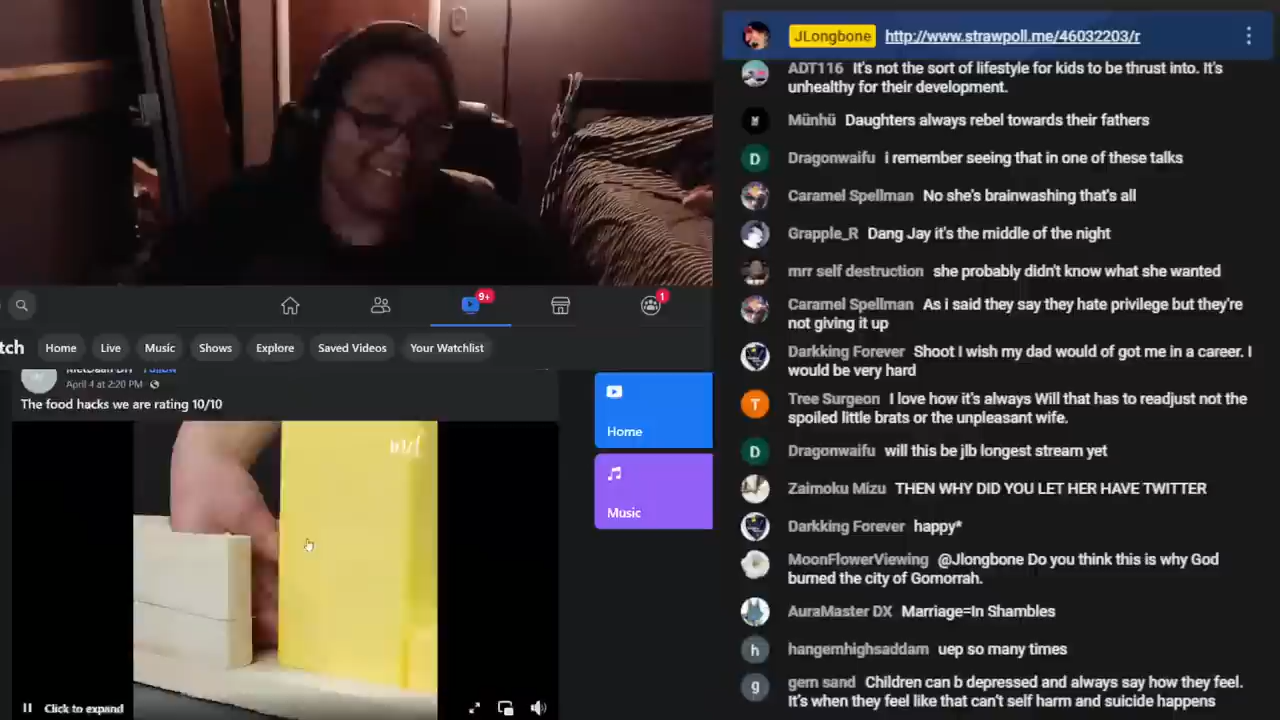 JLongbone http://www.strawpoll.me/46032203/r
ADT116 It's not the sort of lifestyle for kids to be thrust into. It's
unhealthy for their development.
Münhü Daughters always rebel towards their fathers
D Dragonwaifu i remember seeing that in one of these talks
Caramel Spellman No she's brainwashing that's all
Grapple_R Dang Jay it's the middle of the night
mrr self destruction she probably didn't know what she wanted
Caramel Spellman As i said they say they hate privilege but they're
not giving it up
Darkking Forever Shoot I wish my dad would of got me in a career. I
would be very hard
T Tree Surgeon I love how it's always Will that has to readjust not the
spoiled little brats or the unpleasant wife.
D Dragonwaifu will this be jlb longest stream yet
Zaimoku Mizu THEN WHY DID YOU LET HER HAVE TWITTER
Darkking Forever happy*
MoonFlowerViewing @Jlongbone Do you think this is why God
burned the city of Gomorrah.
AuraMaster DX Marriage=In Shambles
h hangemhighsaddam uep so many times
g gem sand Children can b depressed and always say how they feel.
It's when they feel like that can't self harm and suicide happens
9+ 1
tch Home Live Music Shows Explore Saved Videos Your Watchlist
April 4 at 2:20 PM
The food hacks we are rating 10/10
Home
Music
Click to expand